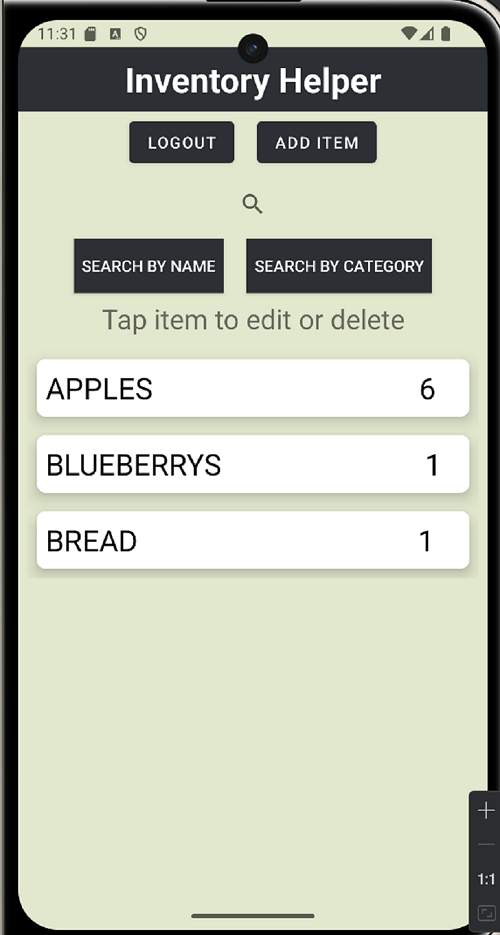 11:31
Inventory Helper
LOGOUT ADD ITEM
SEARCH BY NAME SEARCH BY CATEGORY
Tap item to edit or delete
APPLES 6
BLUEBERRYS 1
BREAD 1
1:1